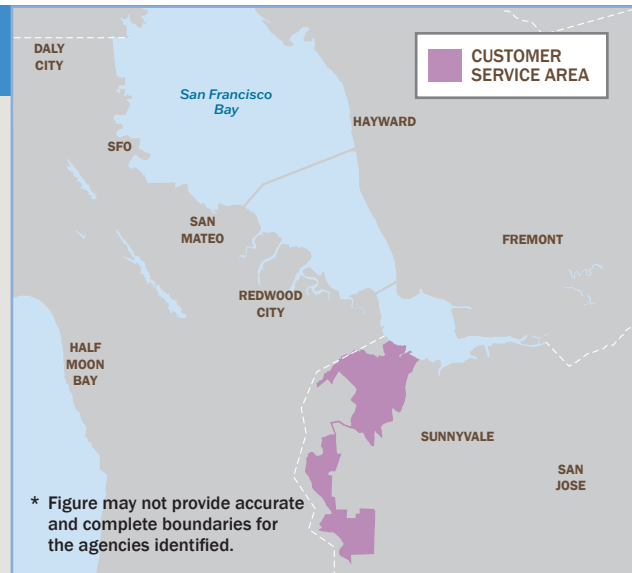 DALY
CITY
CUSTOMER
SERVICE AREA
San Francisco
Bay
HAYWARD
SFO
SAN
MATEO
FREMONT
REDWOOD
CITY
HALF
MOON
BAY
SUNNYVALE
SAN
JOSE
* Figure may not provide accurate
and complete boundaries for
the agencies identified.